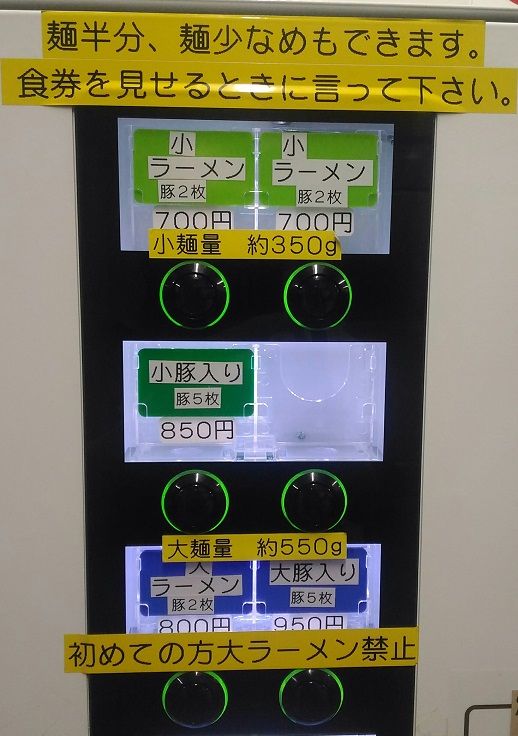 麺半分、麺少なめもできます。
食券を見せるときに言って下さい。
小 小
ラーメン ラーメン
豚2枚 豚2枚
700円 700円
小麺量 約350g
小豚入り
豚5枚
850円
大麺量 約550g
大 大豚入り
ラーメン 豚5枚
豚2枚
800円 950円
初めての方大ラーメン禁止